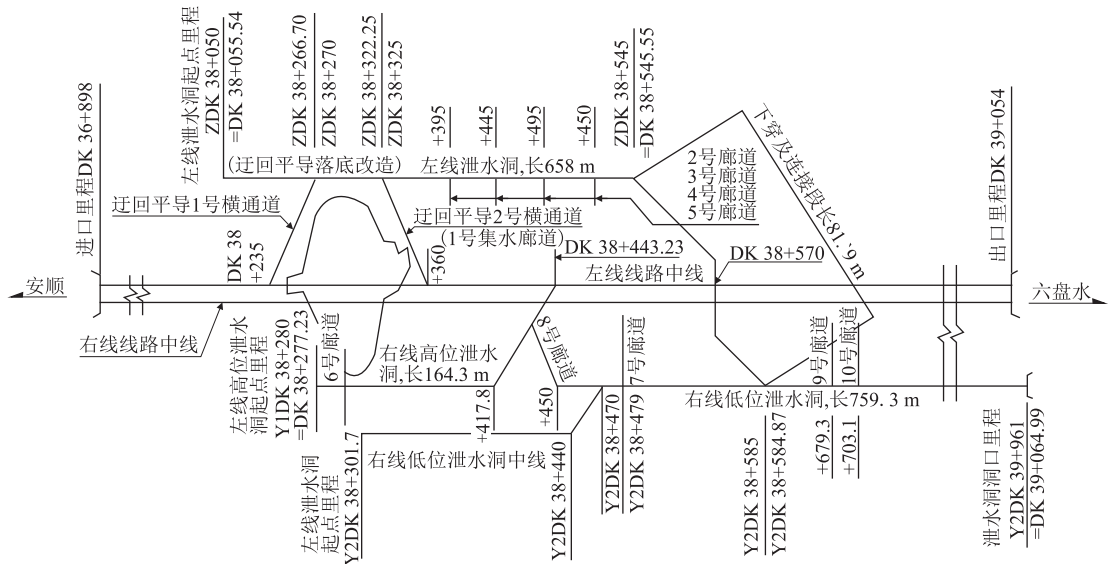 左线泄水洞起点里程
ZDK 38+050
=DK 38+055.54
ZDK 38+266.70
ZDK 38+270
ZDK 38+322.25
ZDK 38+325
+395
+445
+495
+450
ZDK 38+545
=DK 38+545.55
进口里程DK 36+898
出口里程DK 39+054
(迂回平导落底改造)
左线泄水洞,长658 m
下穿及连接段长81.`9 m
2号廊道
3号廊道
4号廊道
5号廊道
迂回平导1号横通道
迂回平导2号横通道
(1号集水廊道)
DK 38
+235
+360
DK 38+443.23
左线线路中线
DK 38+570
安顺
六盘水
右线线路中线
左线高位泄水
洞起点里程
Y1DK 38+280
=DK 38+277.23
6号廊道
右线高位泄水
洞,长164.3 m
8号廊道
7号廊道
9号廊道
10号廊道
右线低位泄水洞,长759. 3 m
+417.8
+450
右线低位泄水洞中线
左线泄水洞
起点里程
Y2DK 38+301.7
Y2DK 38+440
Y2DK 38+470
Y2DK 38+479
Y2DK 38+585
Y2DK 38+584.87
+679.3
+703.1
泄水洞洞口里程
Y2DK 39+961
=DK 39+064.99